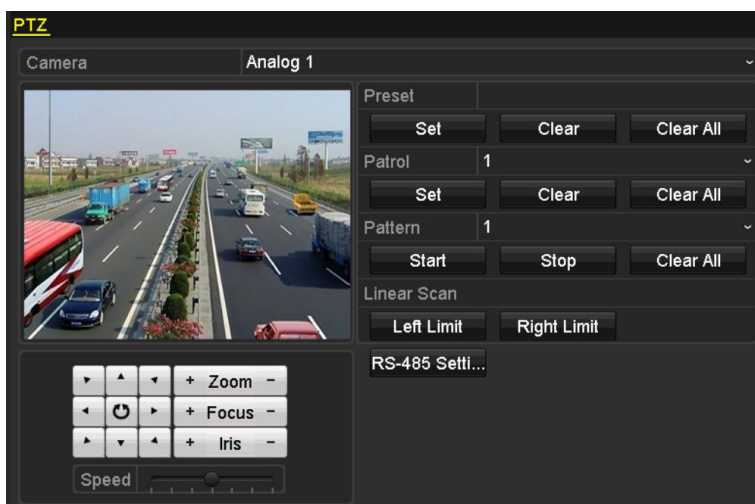 PTZ
Camera Analog 1
Preset
Set Clear Clear All
Patrol 1
Set Clear Clear All
Pattern 1
Start Stop Clear All
Linear Scan
Left Limit Right Limit
RS-485 Setti...
+ Zoom -
+ Focus -
+ Iris -
Speed